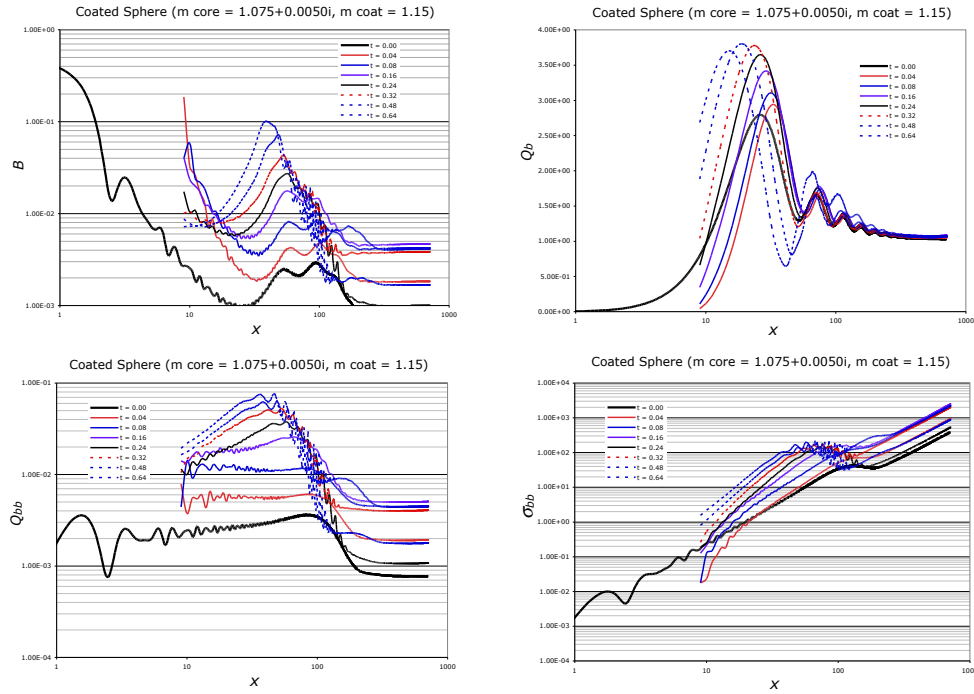 Coated Sphere (m core = 1.075+0.0050i, m coat = 1.15)
1.00E+00
1.00E-01
1.00E-02
1.00E-03
B
t = 0.00
t = 0.04
t = 0.08
t = 0.16
t = 0.24
t = 0.32
t = 0.48
t = 0.64
1
10
100
1000
x
Coated Sphere (m core = 1.075+0.0050i, m coat = 1.15)
4.00E+00
3.50E+00
3.00E+00
2.50E+00
2.00E+00
1.50E+00
1.00E+00
5.00E-01
0.00E+00
Qb
t = 0.00
t = 0.04
t = 0.08
t = 0.16
t = 0.24
t = 0.32
t = 0.48
t = 0.64
1
10
100
1000
x
Coated Sphere (m core = 1.075+0.0050i, m coat = 1.15)
1.00E-01
1.00E-02
1.00E-03
1.00E-04
Qbb
t = 0.00
t = 0.04
t = 0.08
t = 0.16
t = 0.24
t = 0.32
t = 0.48
t = 0.64
1
10
100
1000
x
Coated Sphere (m core = 1.075+0.0050i, m coat = 1.15)
1.00E+04
1.00E+03
1.00E+02
1.00E+01
1.00E+00
1.00E-01
1.00E-02
1.00E-03
1.00E-04
σbb
t = 0.00
t = 0.04
t = 0.08
t = 0.16
t = 0.24
t = 0.32
t = 0.48
t = 0.64
1
10
100
1000
x